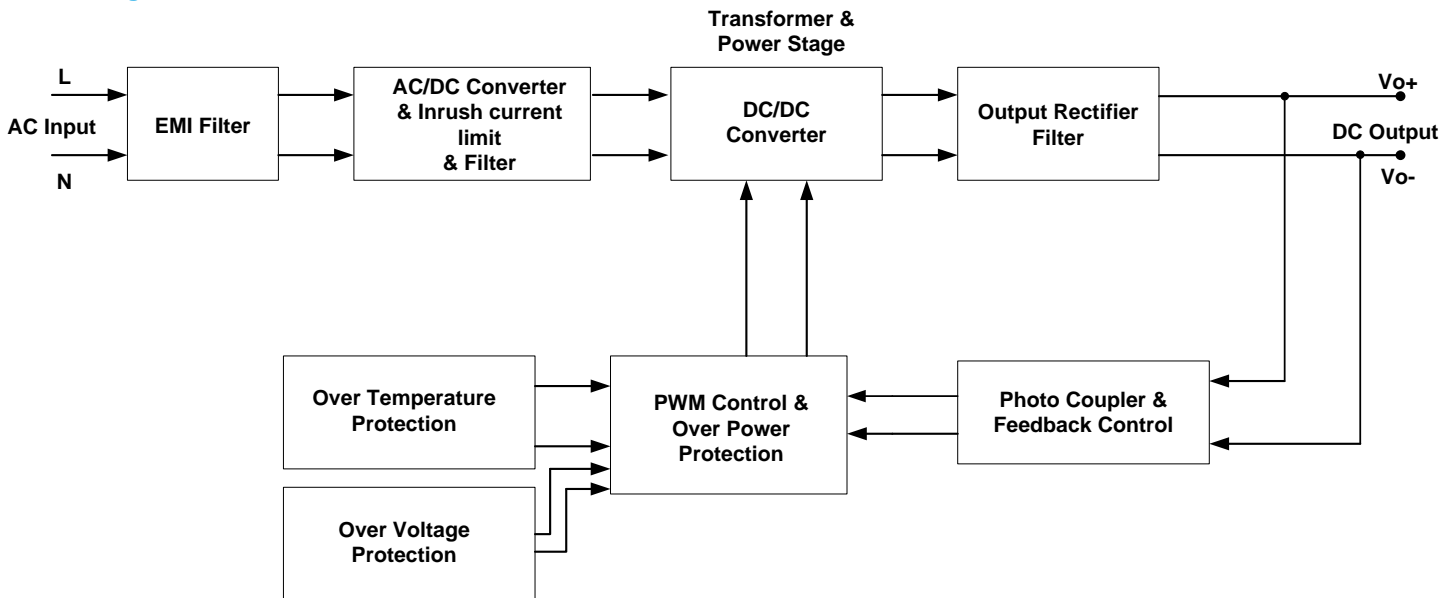 Transformer &
Power Stage
L
AC Input
N
EMI Filter
AC/DC Converter
& Inrush current
limit
& Filter
DC/DC
Converter
Output Rectifier
Filter
Vo+
DC Output
Vo-
Over Temperature
Protection
PWM Control &
Over Power
Protection
Photo Coupler &
Feedback Control
Over Voltage
Protection